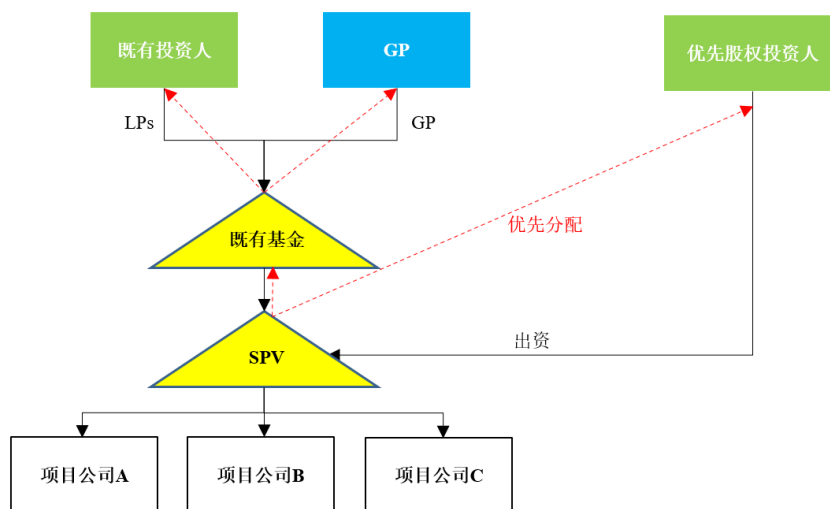 既有投资人
GP
优先股权投资人
LPs
GP
优先分配
既有基金
出资
SPV
项目公司A
项目公司B
项目公司C